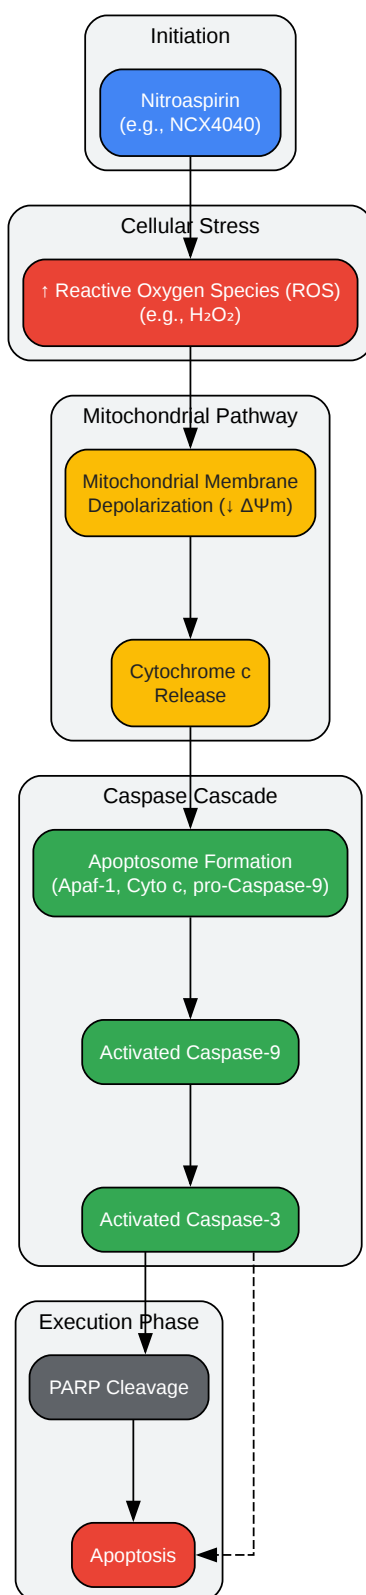 Initiation
Nitroaspirin
(e.g., NCX4040)
Cellular Stress
↑ Reactive Oxygen Species (ROS)
(e.g., H₂O₂)
Mitochondrial Pathway
Mitochondrial Membrane
Depolarization (↓ ΔΨm)
Cytochrome c
Release
Caspase Cascade
Apoptosome Formation
(Apaf-1, Cyto c, pro-Caspase-9)
Activated Caspase-9
Activated Caspase-3
Execution Phase
PARP Cleavage
Apoptosis